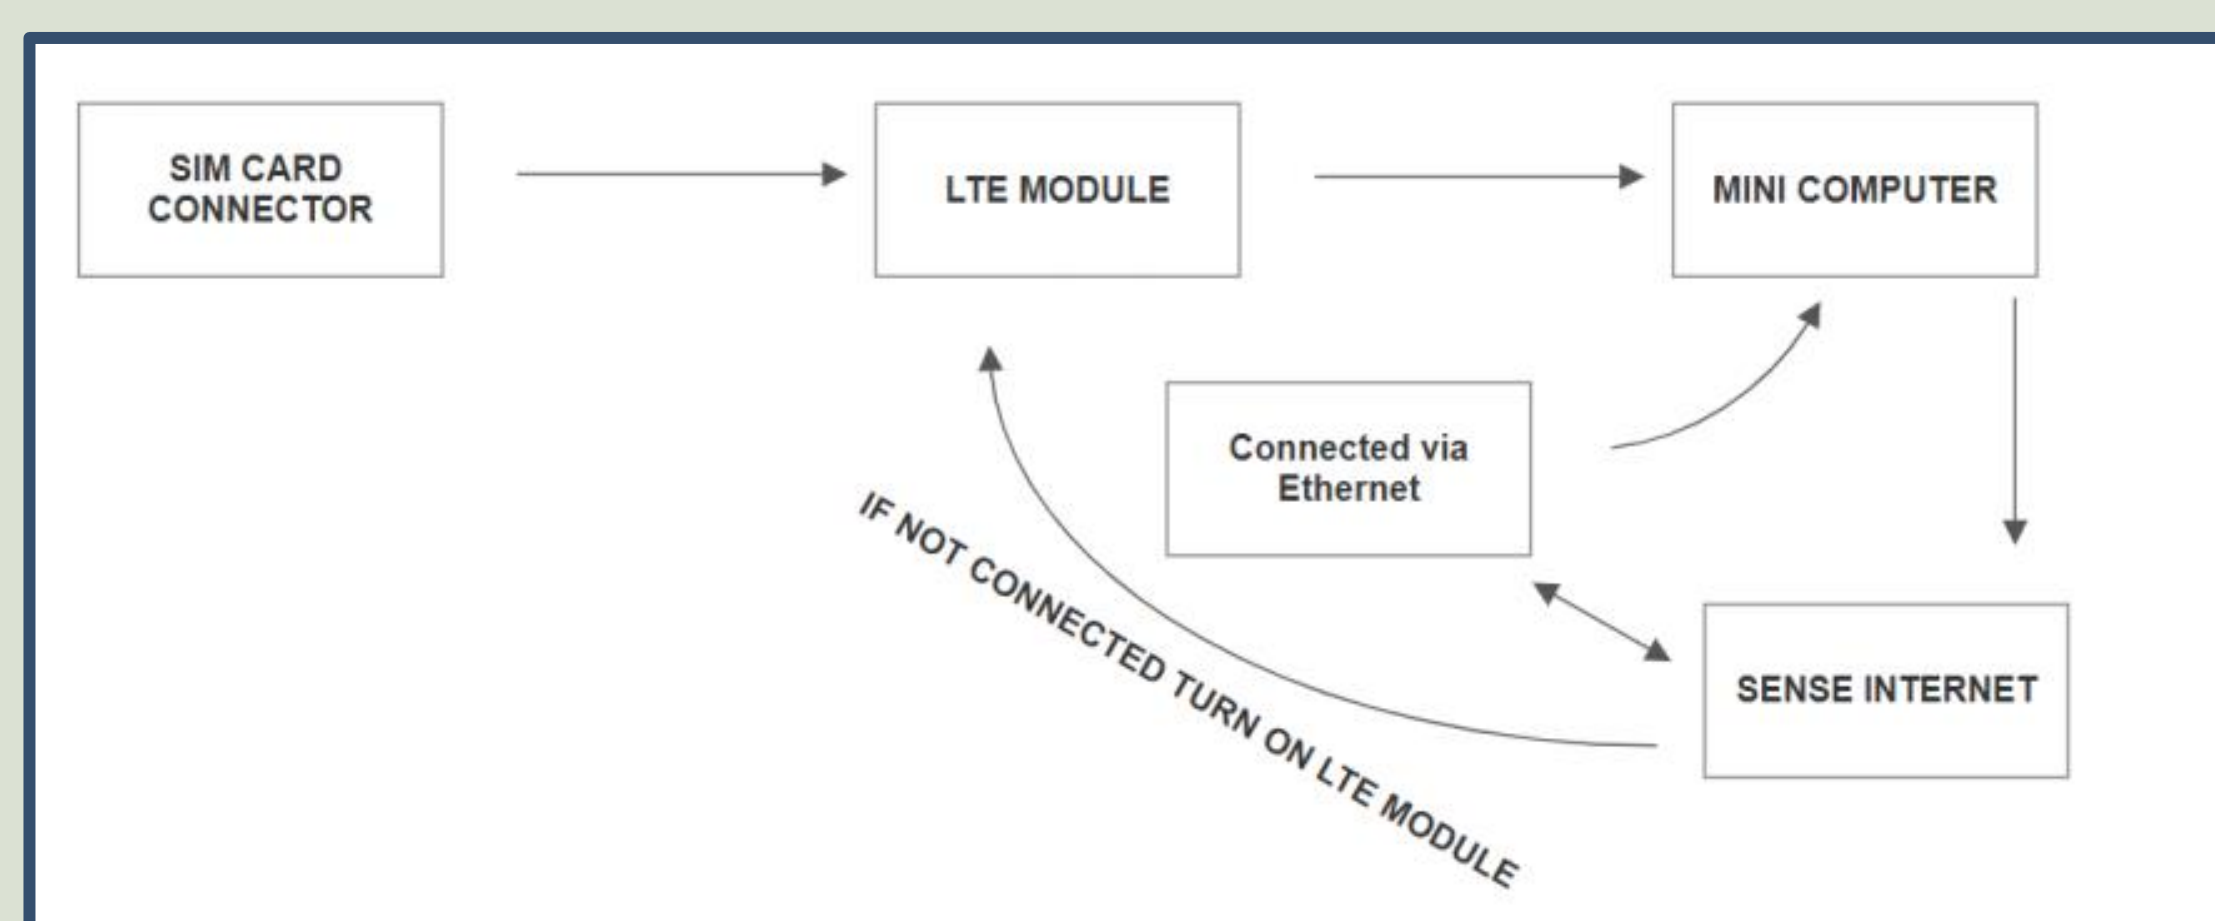 SIM CARD
CONNECTOR
LTE MODULE
MINI COMPUTER
Connected via
Ethernet
IF NOT CONNECTED TURN ON LTE MODULE
SENSE INTERNET